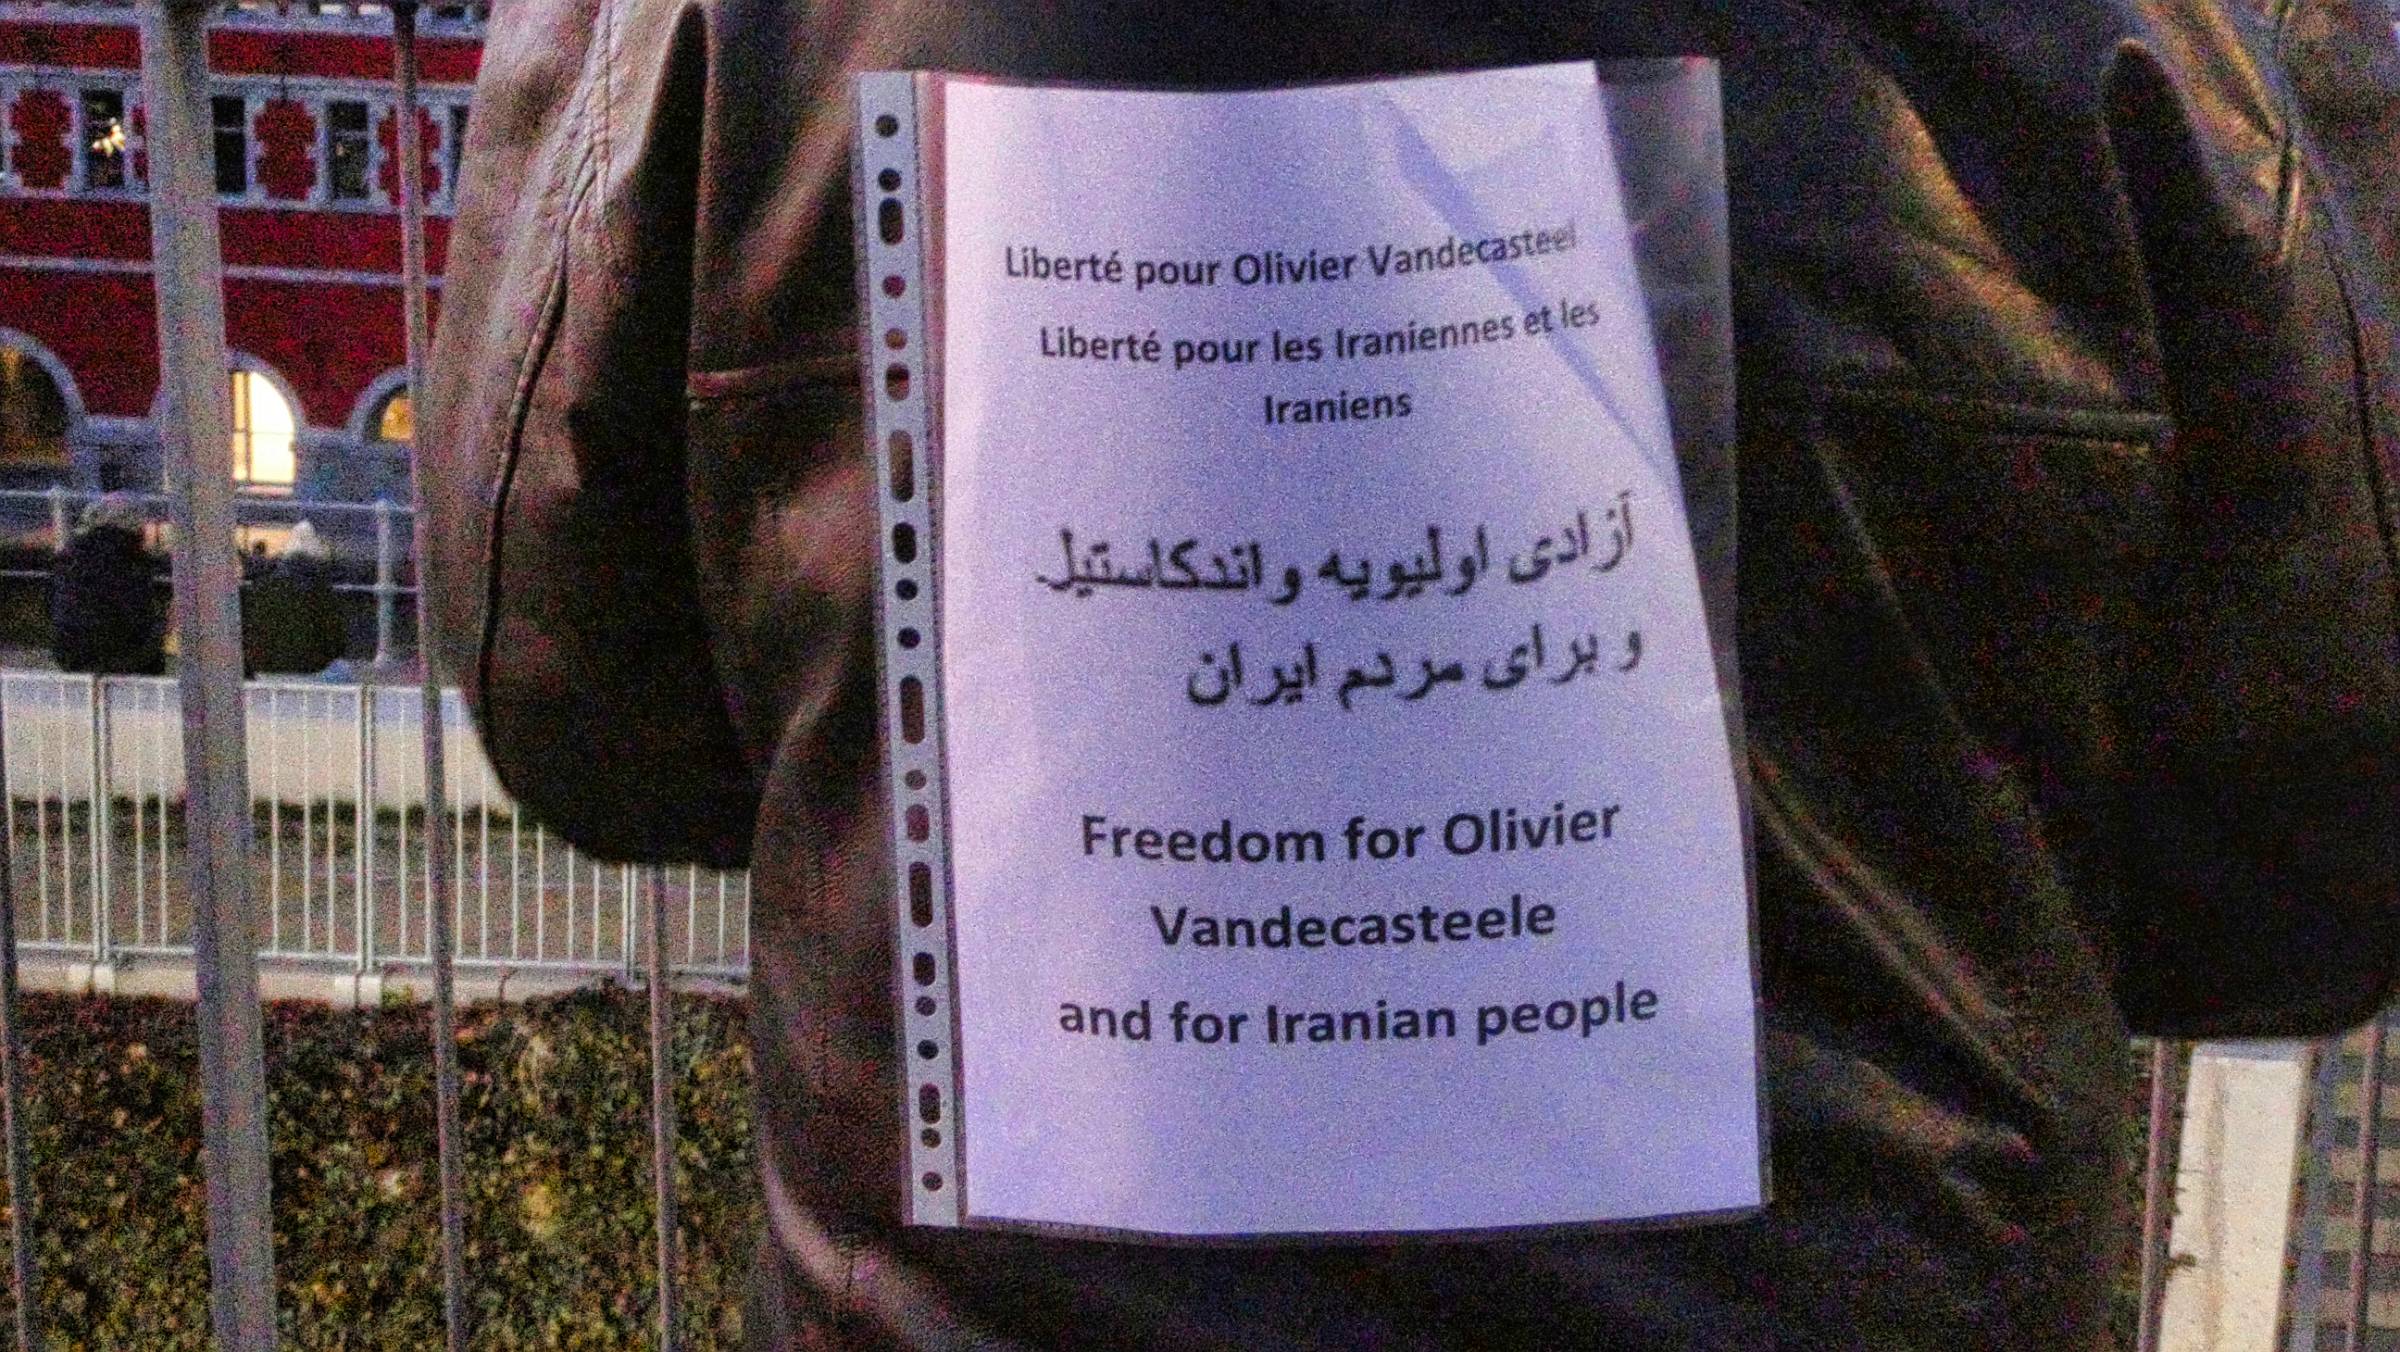 Liberté pour Olivier Vandecasteel
Liberté pour les Iraniennes et les
Iraniens
آزادی اولیویه واندکاستیل
و برای مردم ایران
Freedom for Olivier
Vandecasteele
and for Iranian people